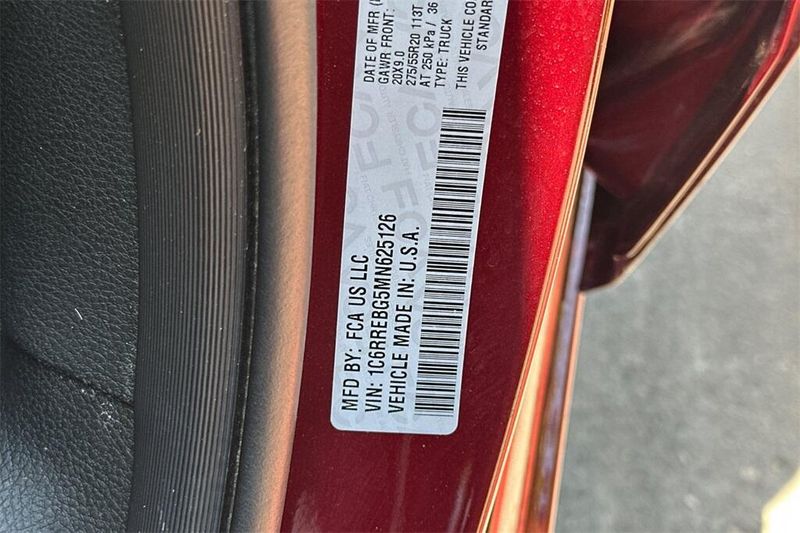 MFD BY: FCA US LLC
VIN: 1C6RREBG5MN625126
VEHICLE MADE IN: U.S.A.
DATE OF MFR (
GAWR FRONT:
20X9.0
275/55R20 113T
AT 250 kPa / 36
TYPE: TRUCK
THIS VEHICLE CO
STANDAR